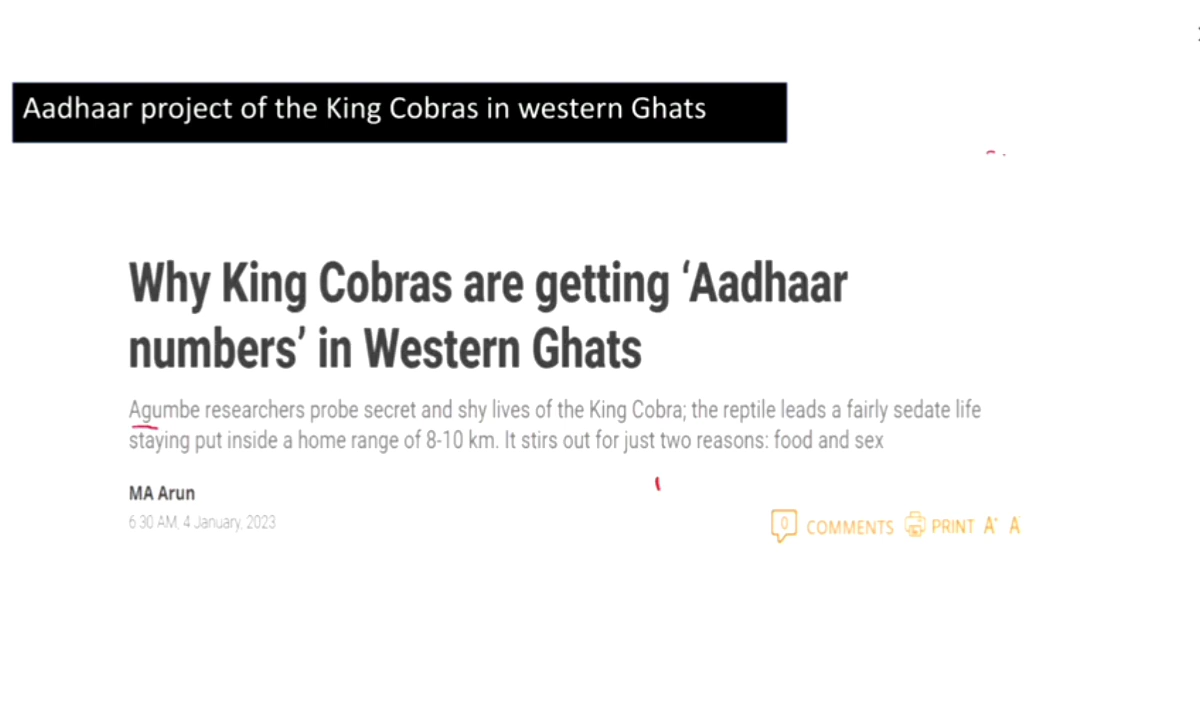 Aadhaar project of the King Cobras in western Ghats
Why King Cobras are getting ‘Aadhaar
numbers’ in Western Ghats
Agumbe researchers probe secret and shy lives of the King Cobra; the reptile leads a fairly sedate life
staying put inside a home range of 8-10 km. It stirs out for just two reasons: food and sex
MA Arun
6:30 AM, 4 January, 2023
0 COMMENTS PRINT A+ A-